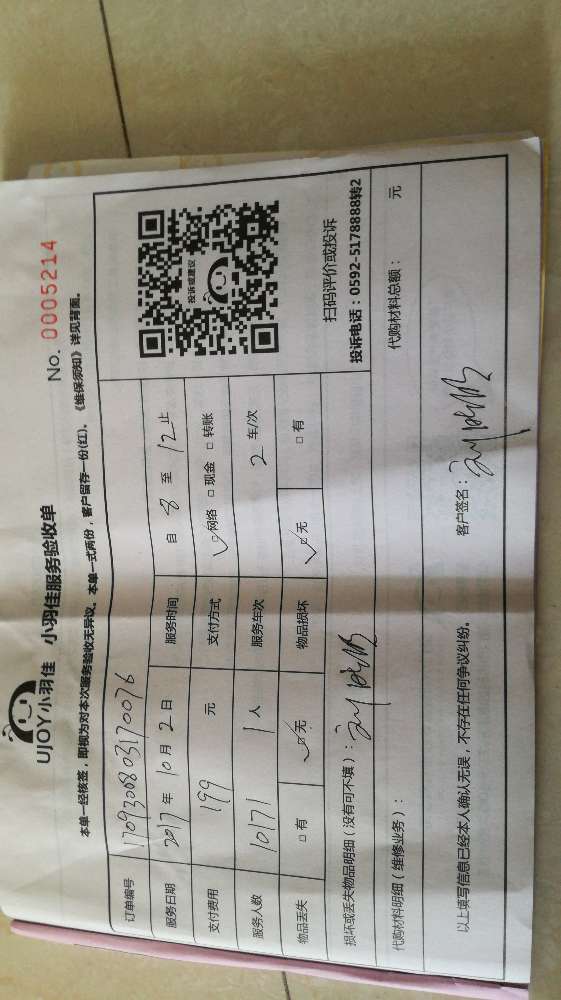 UJOY小羽佳 小羽佳服务验收单
No. 0005214
本单一经核签，即视为对本次服务验收无异议。本单一式两份，客户留存一份(红)。《维保须知》详见背面。
订单编号 1709300803170076
服务日期 2017 年 10 月 2 日 服务时间 自 8 至 12 止
支付费用 199 元 支付方式 网络 □ 现金 □ 转账
服务人数 10171 1 人 服务车次 2 车/次
物品丢失 □ 有 无 物品损坏 无 □ 有
投诉或建议
扫码评价或投诉
投诉电话：0592-5178888转2
损坏或丢失物品明细（没有可不填）：
代购材料明细（维修业务）： 代购材料总额： 元
以上填写信息已经本人确认无误，不存在任何争议纠纷。 客户签名：